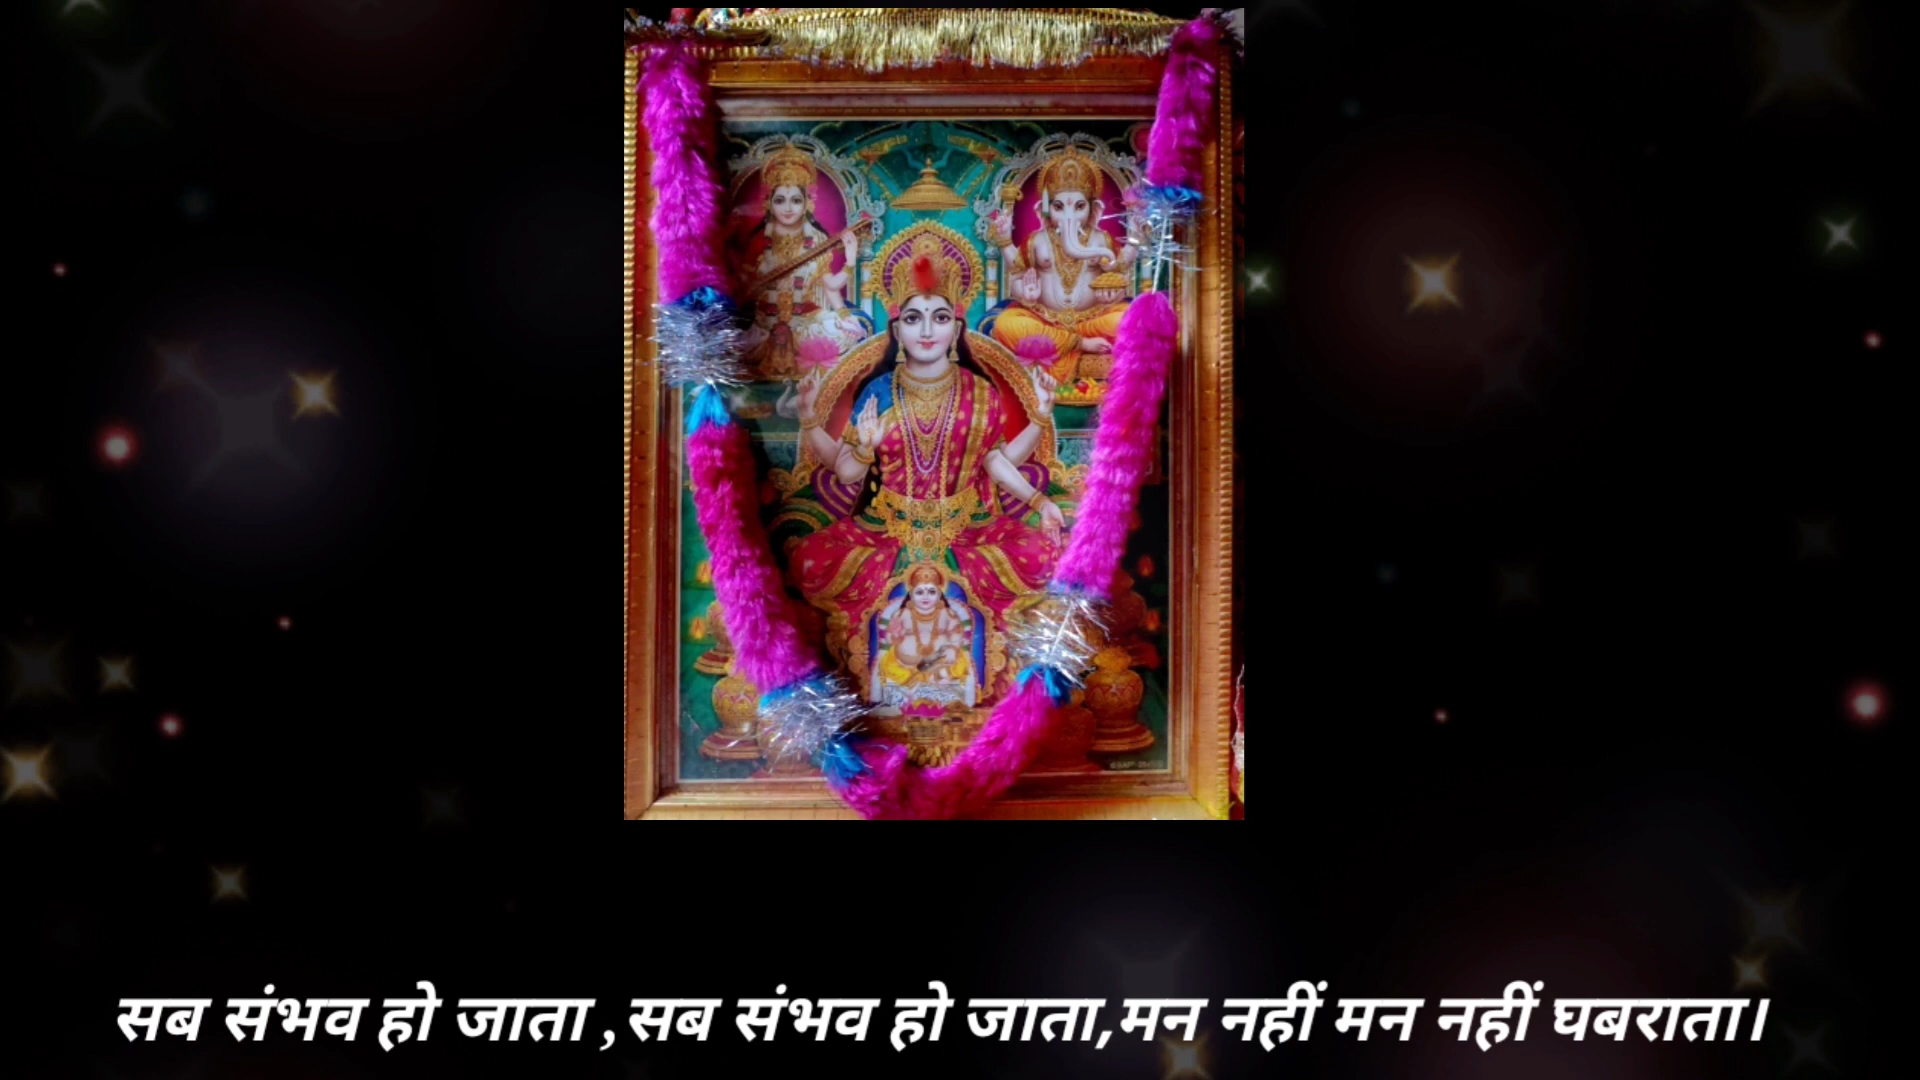 सब संभव हो जाता ,सब संभव हो जाता,मन नहीं मन नहीं घबराता।